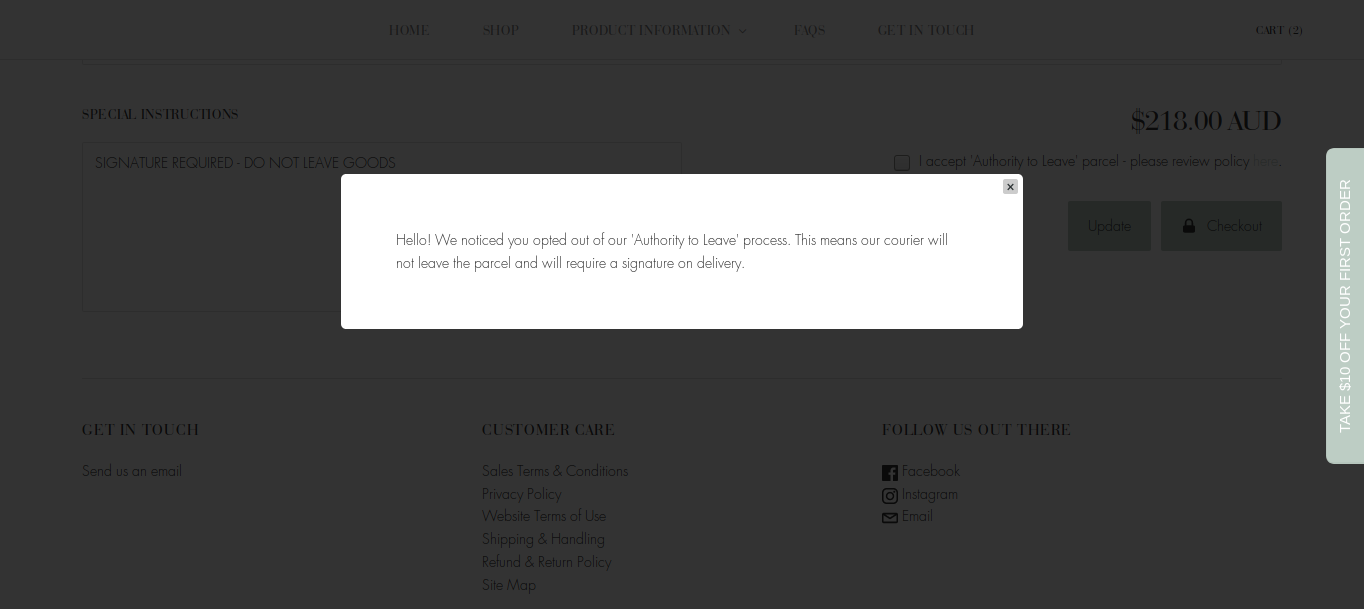 HOME SHOP PRODUCT INFORMATION FAQS GET IN TOUCH CART (2)
SPECIAL INSTRUCTIONS
$218.00 AUD
SIGNATURE REQUIRED - DO NOT LEAVE GOODS
I accept 'Authority to Leave' parcel - please review policy here.
Update Checkout
Hello! We noticed you opted out of our 'Authority to Leave' process. This means our courier will
not leave the parcel and will require a signature on delivery.
TAKE $10 OFF YOUR FIRST ORDER
GET IN TOUCH
Send us an email
CUSTOMER CARE
Sales Terms & Conditions
Privacy Policy
Website Terms of Use
Shipping & Handling
Refund & Return Policy
Site Map
FOLLOW US OUT THERE
Facebook
Instagram
Email